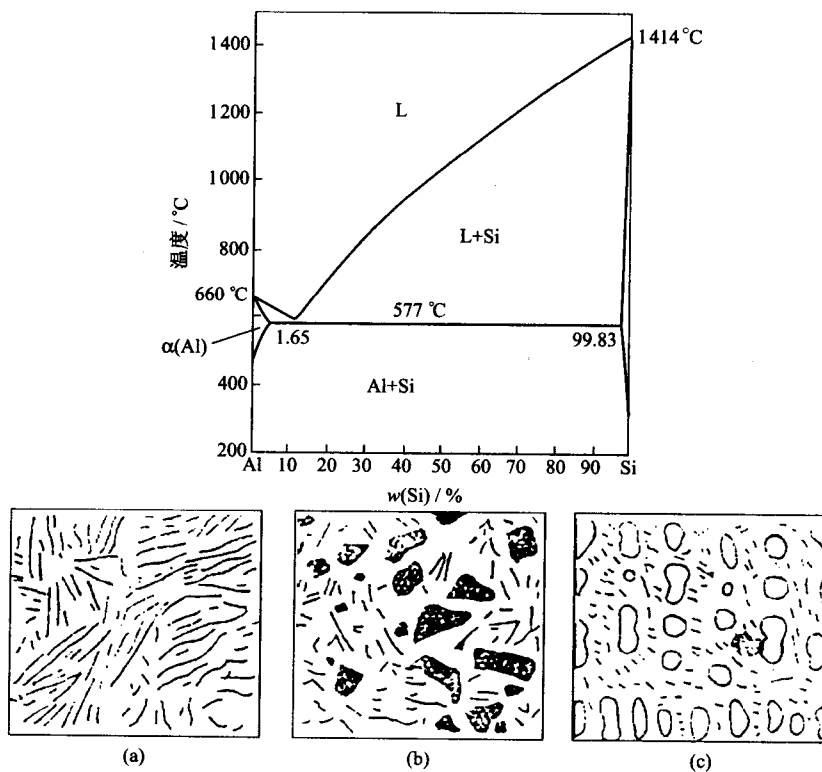 1400
1414 °C
1200
L
1000
温度 / °C
L+Si
800
660 °C
577 °C
α(Al)
1.65
99.83
400
Al+Si
200
Al 10 20 30 40 50 60 70 80 90 Si
w(Si) / %
(a)
(b)
(c)